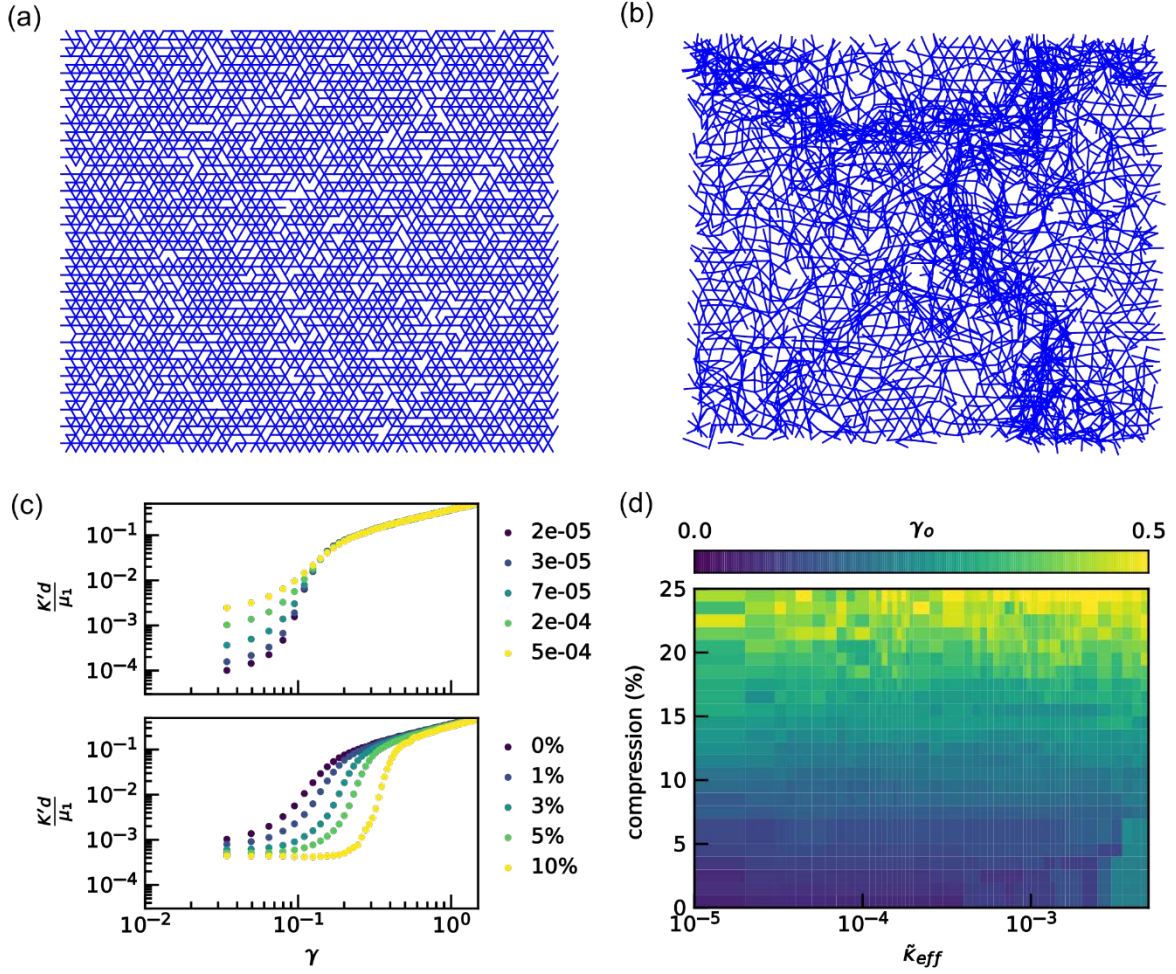 (a)
(b)
(c)
K'd
μ₁
10⁻¹
10⁻²
10⁻³
10⁻⁴
2e-05
3e-05
7e-05
2e-04
5e-04
K'd
μ₁
10⁻¹
10⁻²
10⁻³
10⁻⁴
0%
1%
3%
5%
10%
10⁻² 10⁻¹ 10⁰
γ
(d)
0.0 γₒ 0.5
compression (%)
25
20
15
10
5
0
10⁻⁵ 10⁻⁴ 10⁻³
κ̃eff